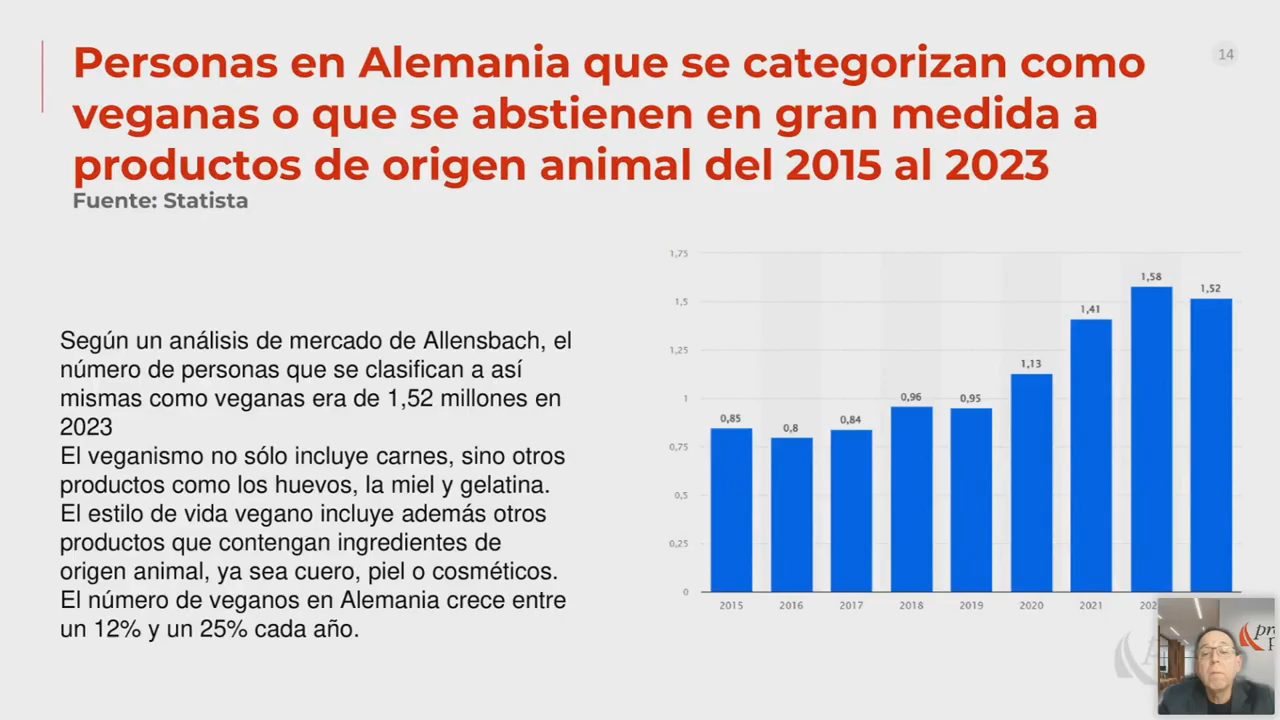 Personas en Alemania que se categorizan como
veganas o que se abstienen en gran medida a
productos de origen animal del 2015 al 2023
Fuente: Statista
14
Según un análisis de mercado de Allensbach, el
número de personas que se clasifican a así
mismas como veganas era de 1,52 millones en
2023
El veganismo no sólo incluye carnes, sino otros
productos como los huevos, la miel y gelatina.
El estilo de vida vegano incluye además otros
productos que contengan ingredientes de
origen animal, ya sea cuero, piel o cosméticos.
El número de veganos en Alemania crece entre
un 12% y un 25% cada año.
1,75
1,5
1,25
1
0,75
0,5
0,25
0
0,85
0,8
0,84
0,96
0,95
1,13
1,41
1,58
1,52
2015
2016
2017
2018
2019
2020
2021